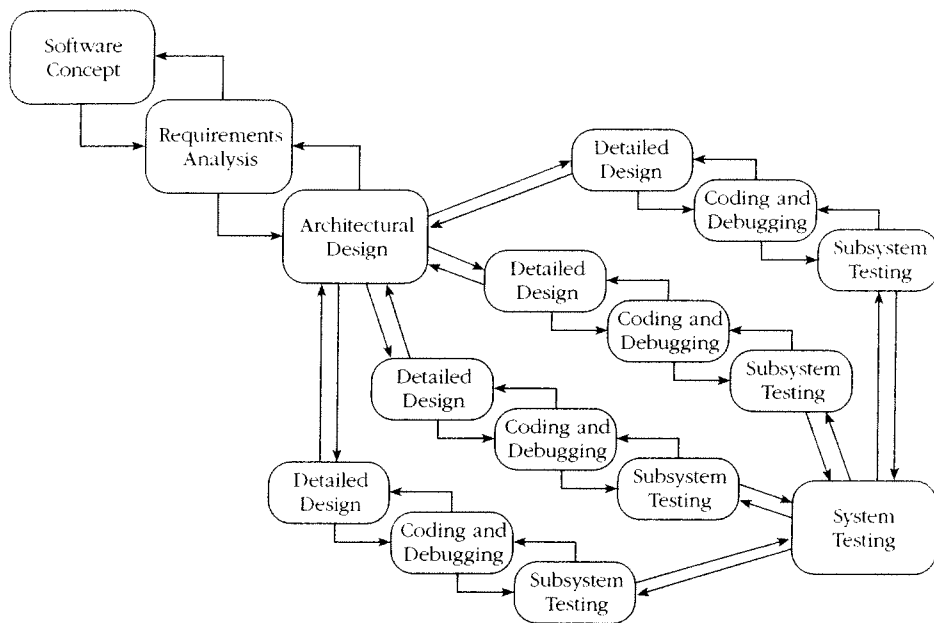 Software
Concept
Requirements
Analysis
Architectural
Design
Detailed
Design
Coding and
Debugging
Subsystem
Testing
Detailed
Design
Coding and
Debugging
Subsystem
Testing
Detailed
Design
Coding and
Debugging
Subsystem
Testing
Detailed
Design
Coding and
Debugging
Subsystem
Testing
System
Testing